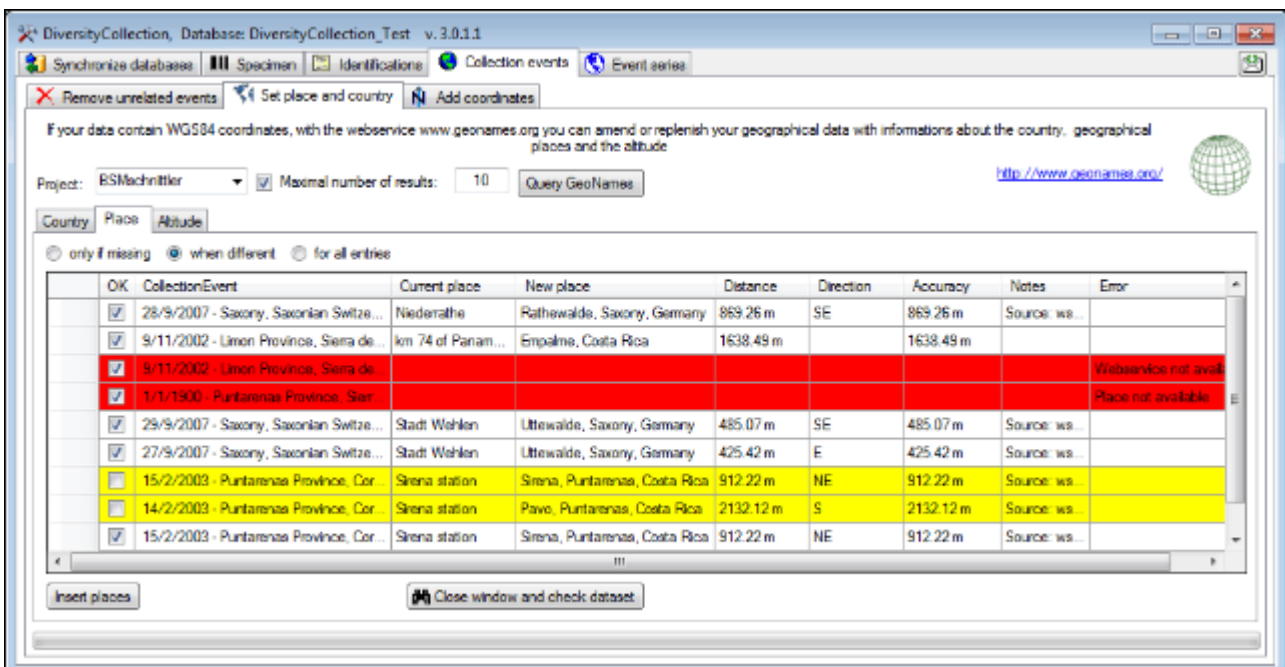 DiversityCollection, Database: DiversityCollection_Test v. 3.0.1.1
Synchronize databases Specimen Identifications Collection events Event series
Remove unrelated events Set place and country Add coordinates
If your data contain WGS84 coordinates, with the webservice www.geonames.org you can amend or replenish your geographical data with informations about the country, geographical
places and the altitude
Project: BSMschnittler Maximal number of results: 10 Query GeoNames http://www.geonames.org/
Country Place Altitude
only if missing when different for all entries
OK CollectionEvent Current place New place Distance Direction Accuracy Notes Error
28/9/2007 - Saxony, Saxonian Switze... Niederrathe Rathewalde, Saxony, Germany 869.26 m SE 869.26 m Source: ws...
9/11/2002 - Limon Province, Sierra de... km 74 of Panam... Empalme, Costa Rica 1638.49 m 1638.49 m
9/11/2002 - Limon Province, Sierra de... Webservice not avail
1/1/1900 - Puntarenas Province, Sierr... Place not available
29/9/2007 - Saxony, Saxonian Switze... Stadt Wehlen Uttewalde, Saxony, Germany 485.07 m SE 485.07 m Source: ws...
27/9/2007 - Saxony, Saxonian Switze... Stadt Wehlen Uttewalde, Saxony, Germany 425.42 m E 425.42 m Source: ws...
15/2/2003 - Puntarenas Province, Cor... Sirena station Sirena, Puntarenas, Costa Rica 912.22 m NE 912.22 m Source: ws...
14/2/2003 - Puntarenas Province, Cor... Sirena station Pavo, Puntarenas, Costa Rica 2132.12 m S 2132.12 m Source: ws...
15/2/2003 - Puntarenas Province, Cor... Sirena station Sirena, Puntarenas, Costa Rica 912.22 m NE 912.22 m Source: ws...
Insert places Close window and check dataset